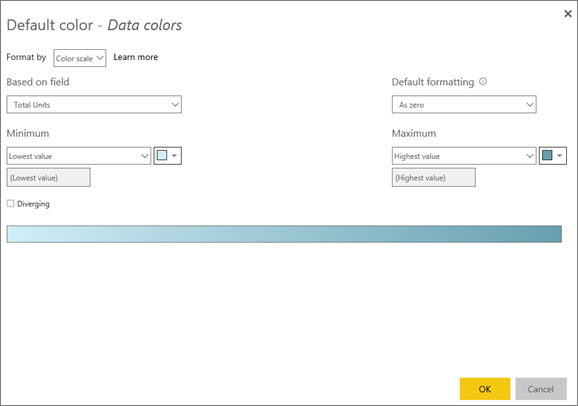 Default color - Data colors
Format by Color scale Learn more
Based on field Default formatting
Total Units As zero
Minimum Maximum
Lowest value Highest value
(Lowest value) (Highest value)
Diverging
OK Cancel